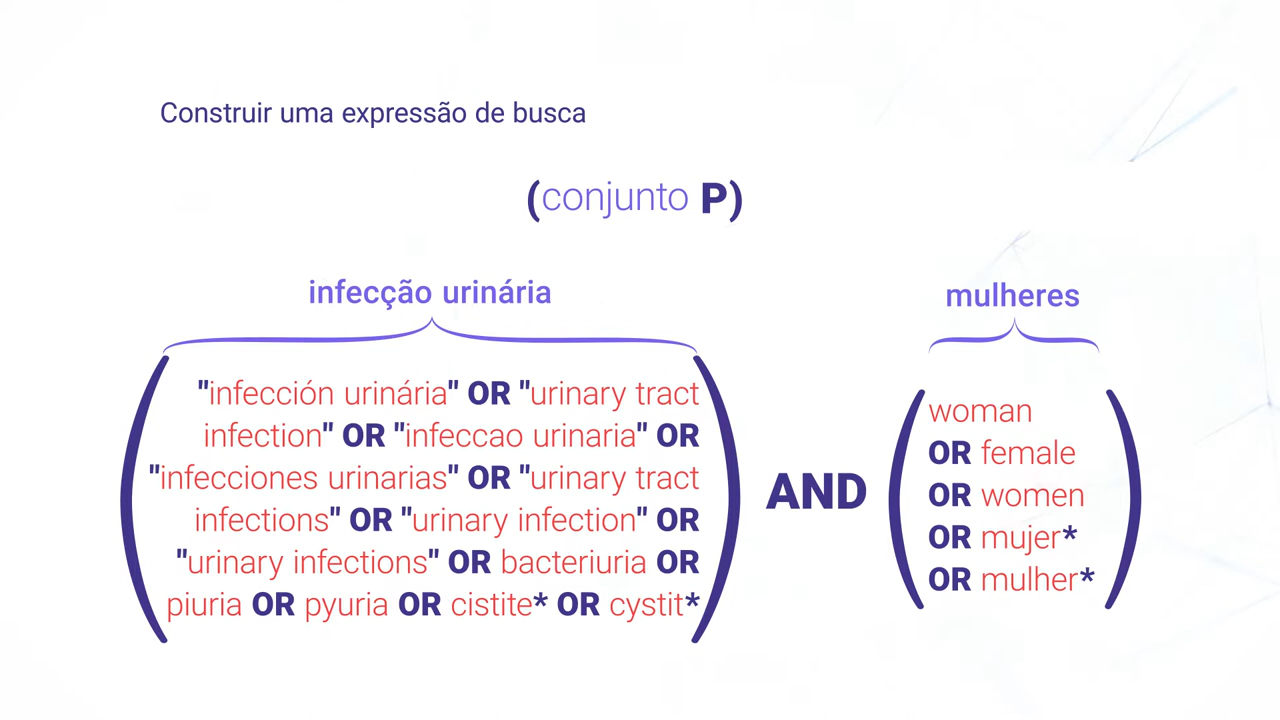 Construir uma expressão de busca
(conjunto P)
infecção urinária
("infección urinária" OR "urinary tract
infection" OR "infeccao urinaria" OR
"infecciones urinarias" OR "urinary tract
infections" OR "urinary infection" OR
"urinary infections" OR bacteriuria OR
piuria OR pyuria OR cistite* OR cystit*)
AND
mulheres
(woman
OR female
OR women
OR mujer*
OR mulher*)